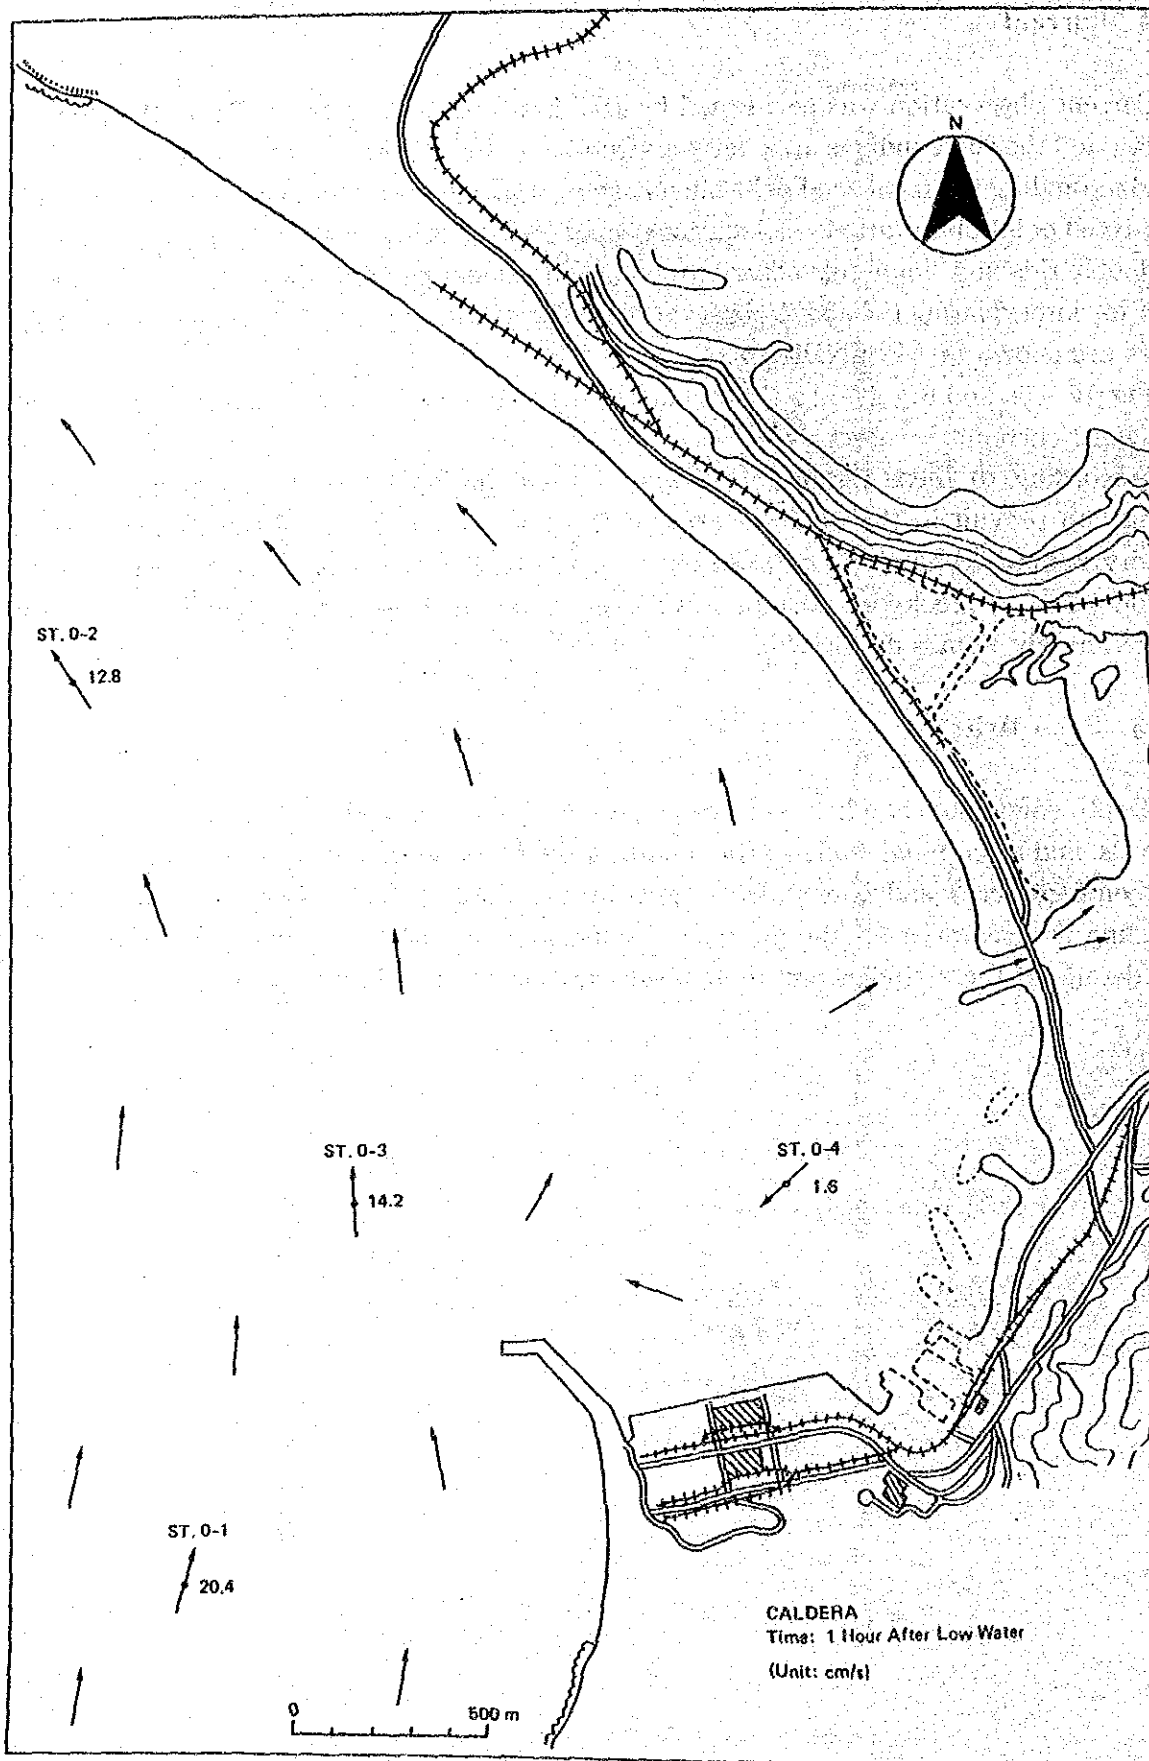 N
ST. 0-2
12.8
ST. 0-3
14.2
ST. 0-4
1.6
ST. 0-1
20.4
CALDERA
Time: 1 Hour After Low Water
(Unit: cm/s)
0 500 m